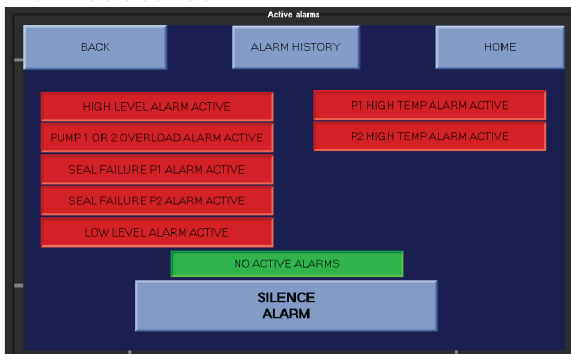 Active alarms
BACK
ALARM HISTORY
HOME
HIGH LEVEL ALARM ACTIVE
P1 HIGH TEMP ALARM ACTIVE
PUMP 1 OR 2 OVERLOAD ALARM ACTIVE
P2 HIGH TEMP ALARM ACTIVE
SEAL FAILURE P1 ALARM ACTIVE
SEAL FAILURE P2 ALARM ACTIVE
LOW LEVEL ALARM ACTIVE
NO ACTIVE ALARMS
SILENCE
ALARM